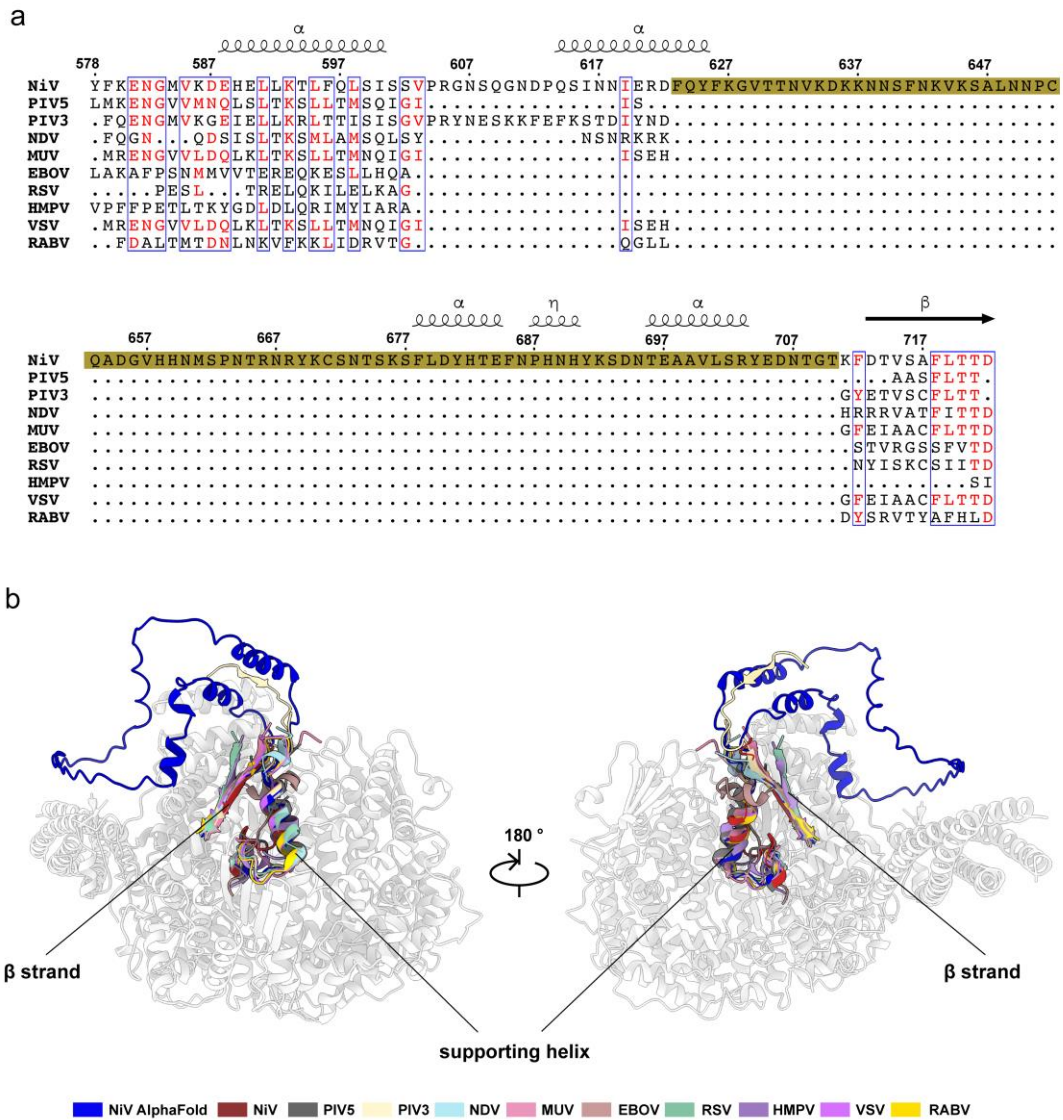 a
α α
578 587 597 607 617 627 637 647
NiV YFKENGMVKDEHELLKTLFQLSISSVPRGNSQGNDPQSINNIERDFQYFKGVTTNVKDKKNNSFNKVKSALNNPC
PIV5 LMKENGVVMNQLSLTKSLLTMSQIGI...............IS................................
PIV3 .FQENGMVKGEIELLKRLTTISISGVPRYNESKKFEFKSTDIYND..............................
NDV .FQGN...QDSISLTKSMLAMSQLSY............NSNRKRK..............................
MUV .MRENGVVLDQLKLTKSLLTMNQIGI...............ISEH..............................
EBOV LAKAFPSNMMVVTEREQKESLLHQA..................................................
RSV .....PESL...TRELQKILELKAG..................................................
HMPV VPFFPETLTKYGDLDLQRIMYIARA..................................................
VSV .MRENGVVLDQLKLTKSLLTMNQIGI...............ISEH..............................
RABV ..FDALTMTDNLNKVFKKLIDRVTG................QGLL..............................
α η α β
657 667 677 687 697 707 717
NiV QADGVHHNMSPNTRNRYKCSNTSKSFLDYHTEFNPHNHYKSDNTEAAVLSRYEDNTGTKFDTVSAFLTTD
PIV5 ..............................................................AASFLTT.
PIV3 ..........................................................GYETVSCFLTT.
NDV ..........................................................HRRRVATFITTD
MUV ..........................................................GFEIAACFLTTD
EBOV ...........................................................STVRGSSFVTD
RSV ...........................................................NYISKCSIITD
HMPV ....................................................................SI
VSV ..........................................................GFEIAACFLTTD
RABV ..........................................................DYSRVTYAFHLD
b
180 °
β strand
β strand
supporting helix
NiV AlphaFold NiV PIV5 PIV3 NDV MUV EBOV RSV HMPV VSV RABV